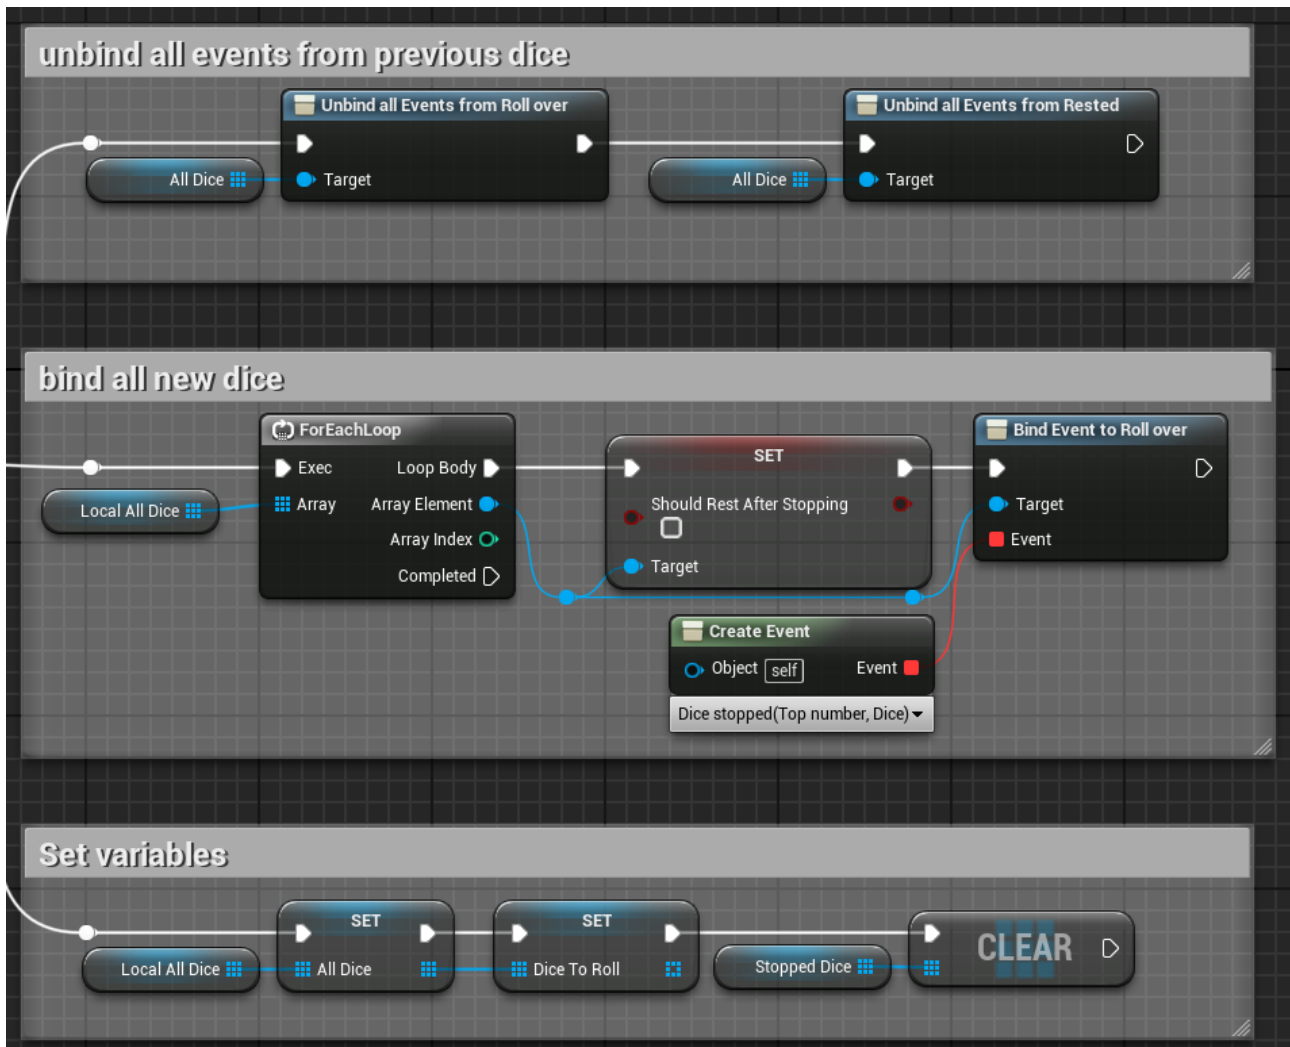 unbind all events from previous dice
Unbind all Events from Roll over
Unbind all Events from Rested
All Dice
Target
All Dice
Target
bind all new dice
ForEachLoop
SET
Bind Event to Roll over
Exec
Loop Body
Local All Dice
Array
Array Element
Should Rest After Stopping
Target
Array Index
Event
Completed
Target
Create Event
Object self
Event
Dice stopped(Top number, Dice)
Set variables
SET
SET
CLEAR
Local All Dice
All Dice
Dice To Roll
Stopped Dice